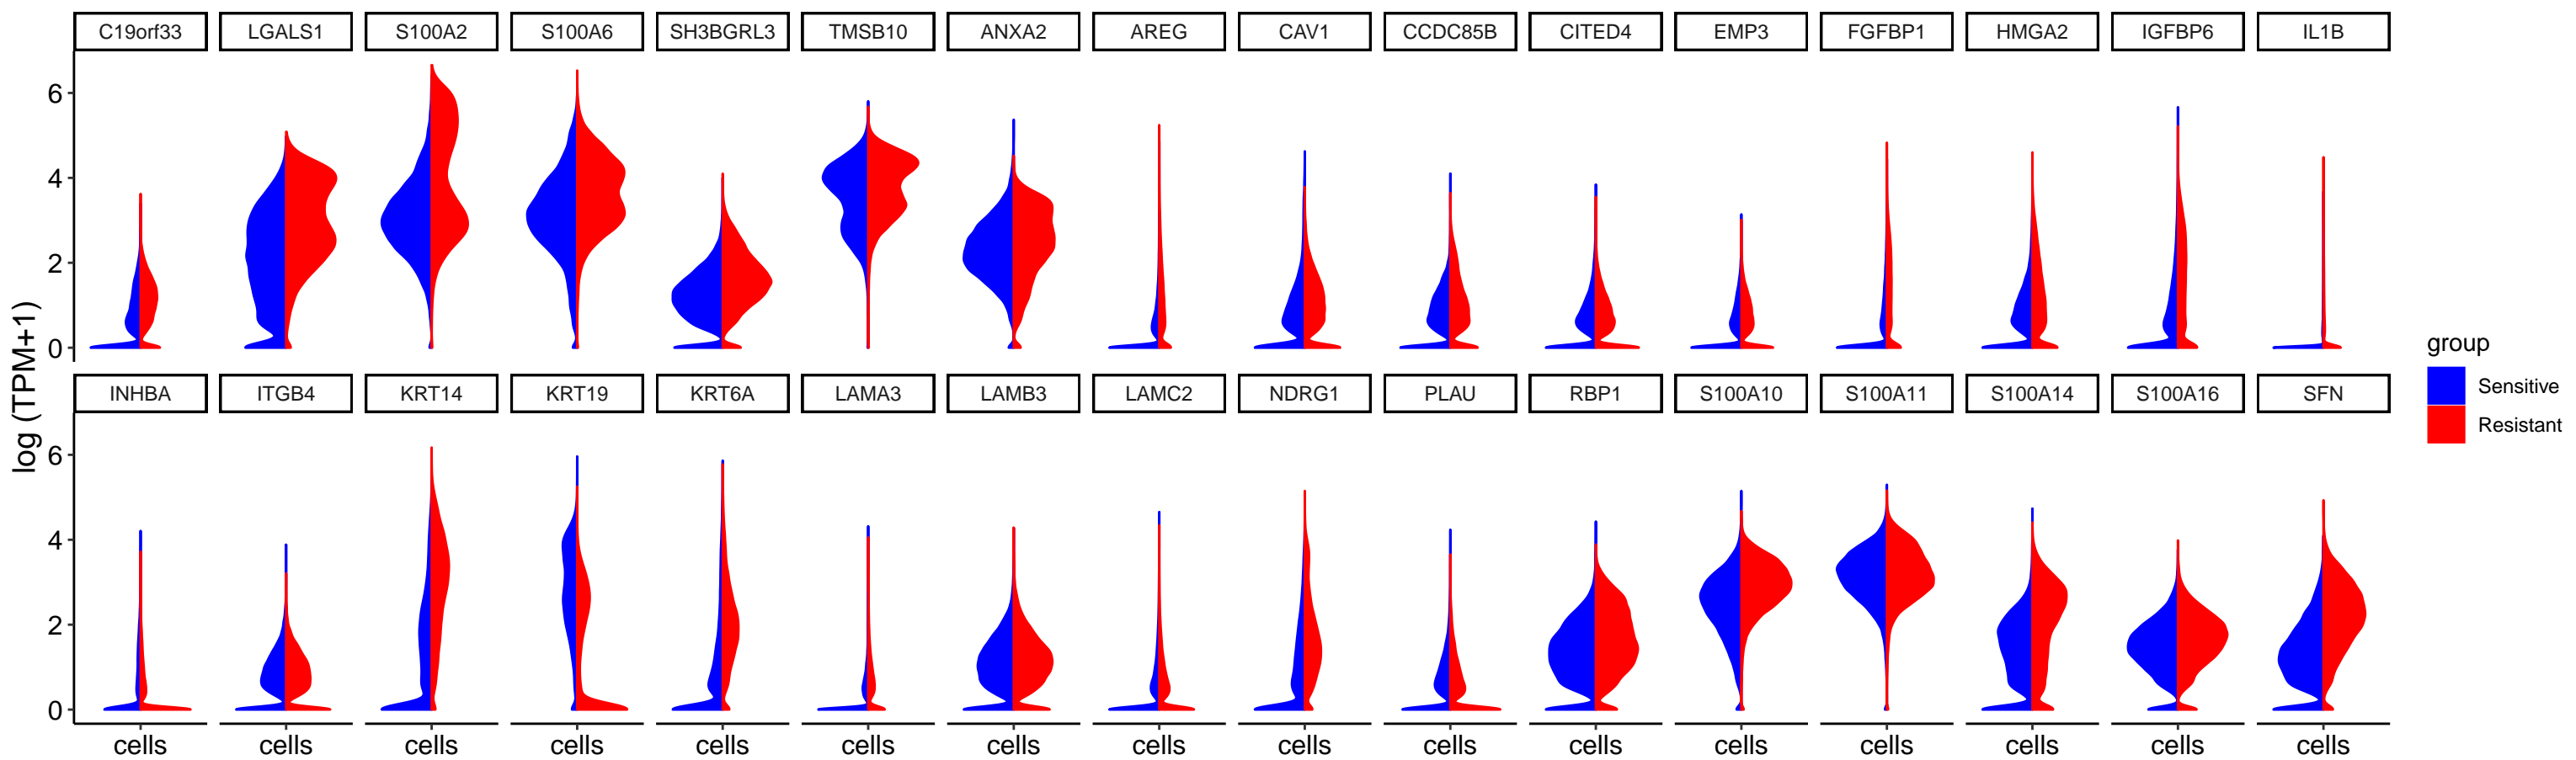 C19orf33 LGALS1 S100A2 S100A6 SH3BGRL3 TMSB10 ANXA2 AREG CAV1 CCDC85B CITED4 EMP3 FGFBP1 HMGA2 IGFBP6 IL1B
6
4
2
0
INHBA ITGB4 KRT14 KRT19 KRT6A LAMA3 LAMB3 LAMC2 NDRG1 PLAU RBP1 S100A10 S100A11 S100A14 S100A16 SFN
6
4
2
0
cells cells cells cells cells cells cells cells cells cells cells cells cells cells cells cells
log (TPM+1)
group
Sensitive
Resistant